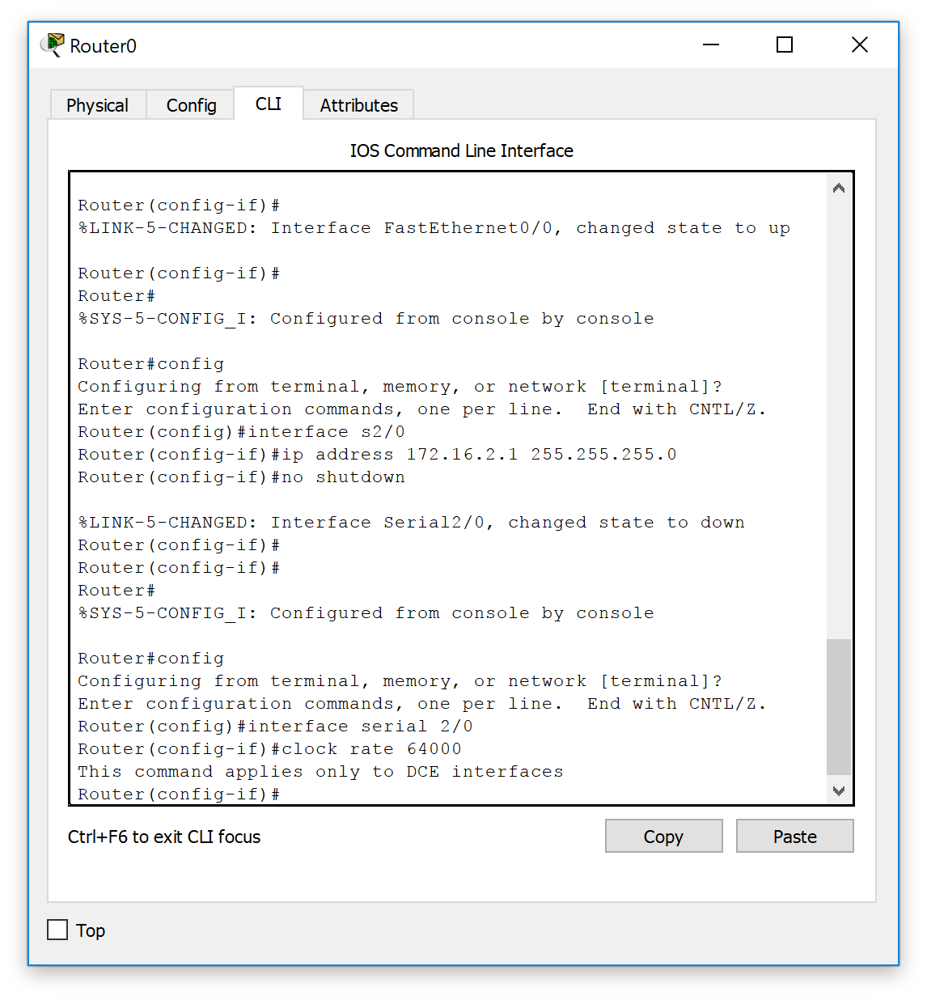 Router0
Physical Config CLI Attributes
IOS Command Line Interface
Router(config-if)#
%LINK-5-CHANGED: Interface FastEthernet0/0, changed state to up
Router(config-if)#
Router#
%SYS-5-CONFIG_I: Configured from console by console
Router#config
Configuring from terminal, memory, or network [terminal]?
Enter configuration commands, one per line.  End with CNTL/Z.
Router(config)#interface s2/0
Router(config-if)#ip address 172.16.2.1 255.255.255.0
Router(config-if)#no shutdown
%LINK-5-CHANGED: Interface Serial2/0, changed state to down
Router(config-if)#
Router(config-if)#
Router#
%SYS-5-CONFIG_I: Configured from console by console
Router#config
Configuring from terminal, memory, or network [terminal]?
Enter configuration commands, one per line.  End with CNTL/Z.
Router(config)#interface serial 2/0
Router(config-if)#clock rate 64000
This command applies only to DCE interfaces
Router(config-if)#
Ctrl+F6 to exit CLI focus Copy Paste
Top